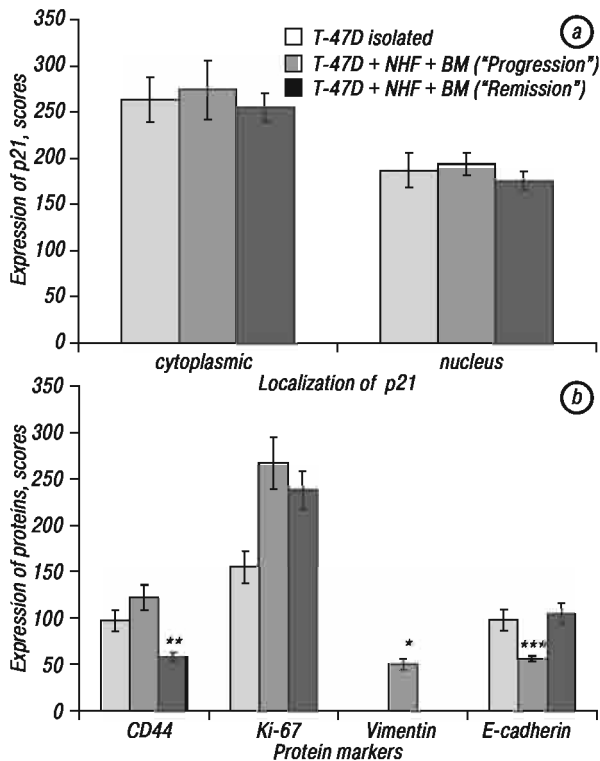 a
T-47D isolated
T-47D + NHF + BM (“Progression”)
T-47D + NHF + BM (“Remission”)
Expression of p21, scores
350
300
250
200
150
100
50
0
cytoplasmic nucleus
Localization of p21
b
Expression of proteins, scores
350
300
250
200
150
100
50
0
**
*
***
CD44 Ki-67 Vimentin E-cadherin
Protein markers